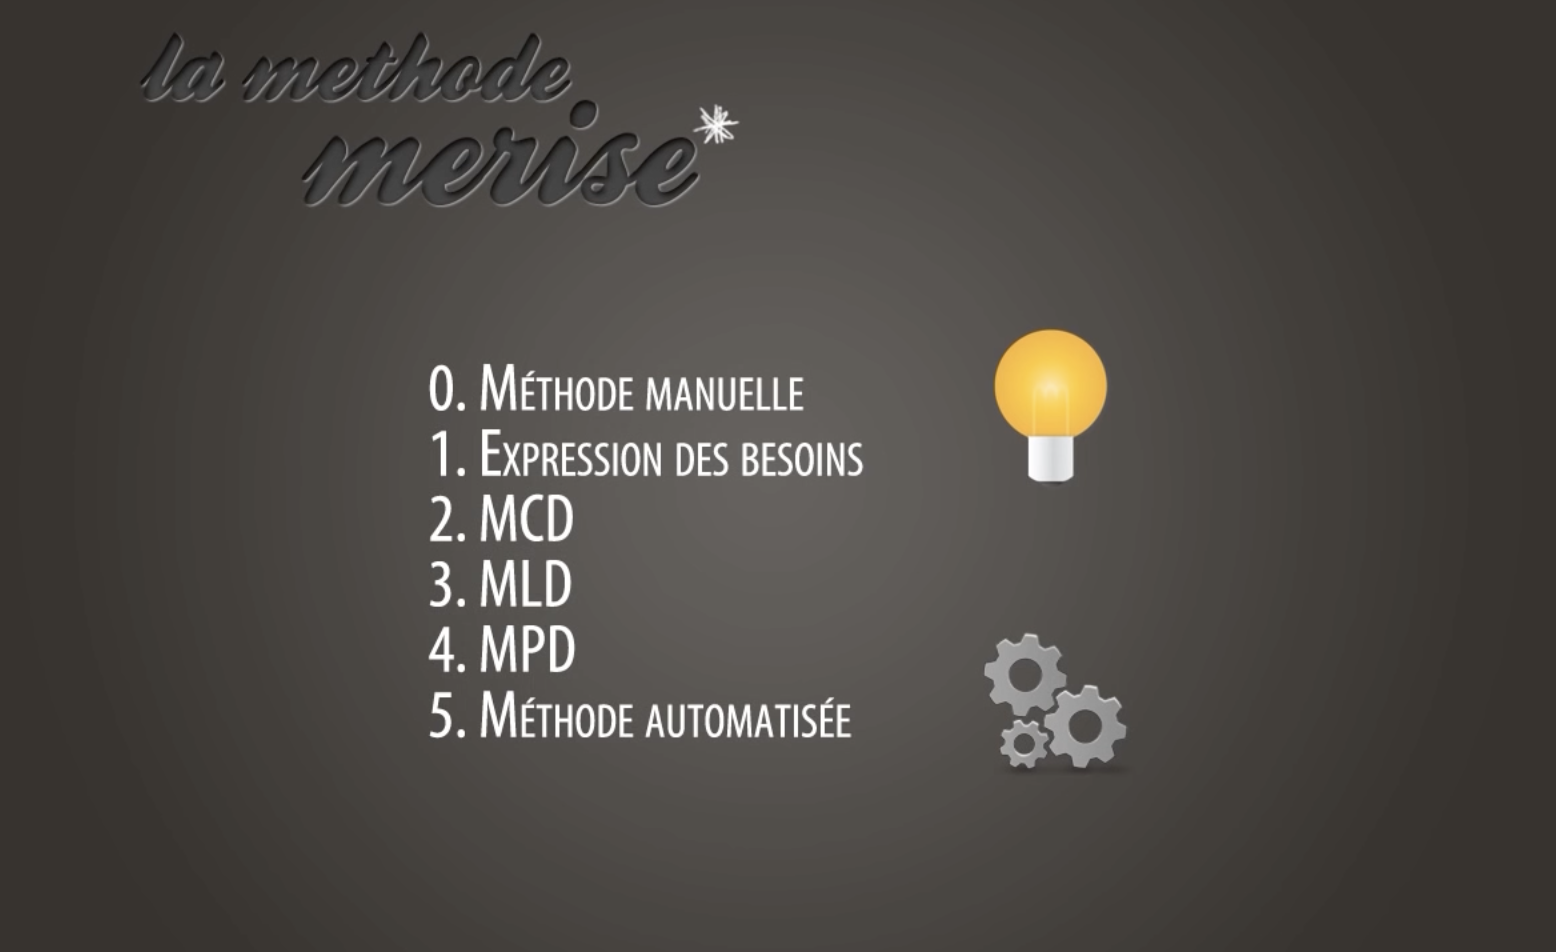 la methode
merise*
0. Méthode manuelle
1. Expression des besoins
2. MCD
3. MLD
4. MPD
5. Méthode automatisée